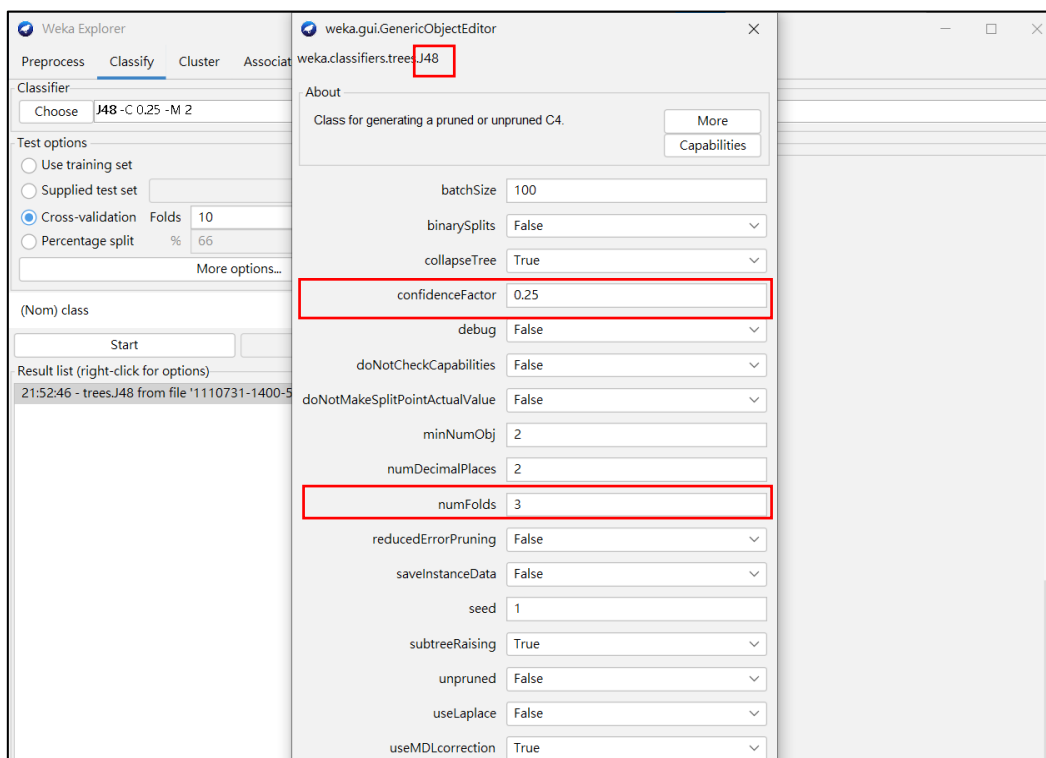 Weka Explorer
Preprocess Classify Cluster Associat
Classifier
Choose J48 -C 0.25 -M 2
Test options
Use training set
Supplied test set
Cross-validation Folds 10
Percentage split % 66
More options...
(Nom) class
Start
Result list (right-click for options)
21:52:46 - trees.J48 from file '1110731-1400-5
weka.gui.GenericObjectEditor
weka.classifiers.trees.J48
About
Class for generating a pruned or unpruned C4.
More
Capabilities
batchSize 100
binarySplits False
collapseTree True
confidenceFactor 0.25
debug False
doNotCheckCapabilities False
doNotMakeSplitPointActualValue False
minNumObj 2
numDecimalPlaces 2
numFolds 3
reducedErrorPruning False
saveInstanceData False
seed 1
subtreeRaising True
unpruned False
useLaplace False
useMDLcorrection True